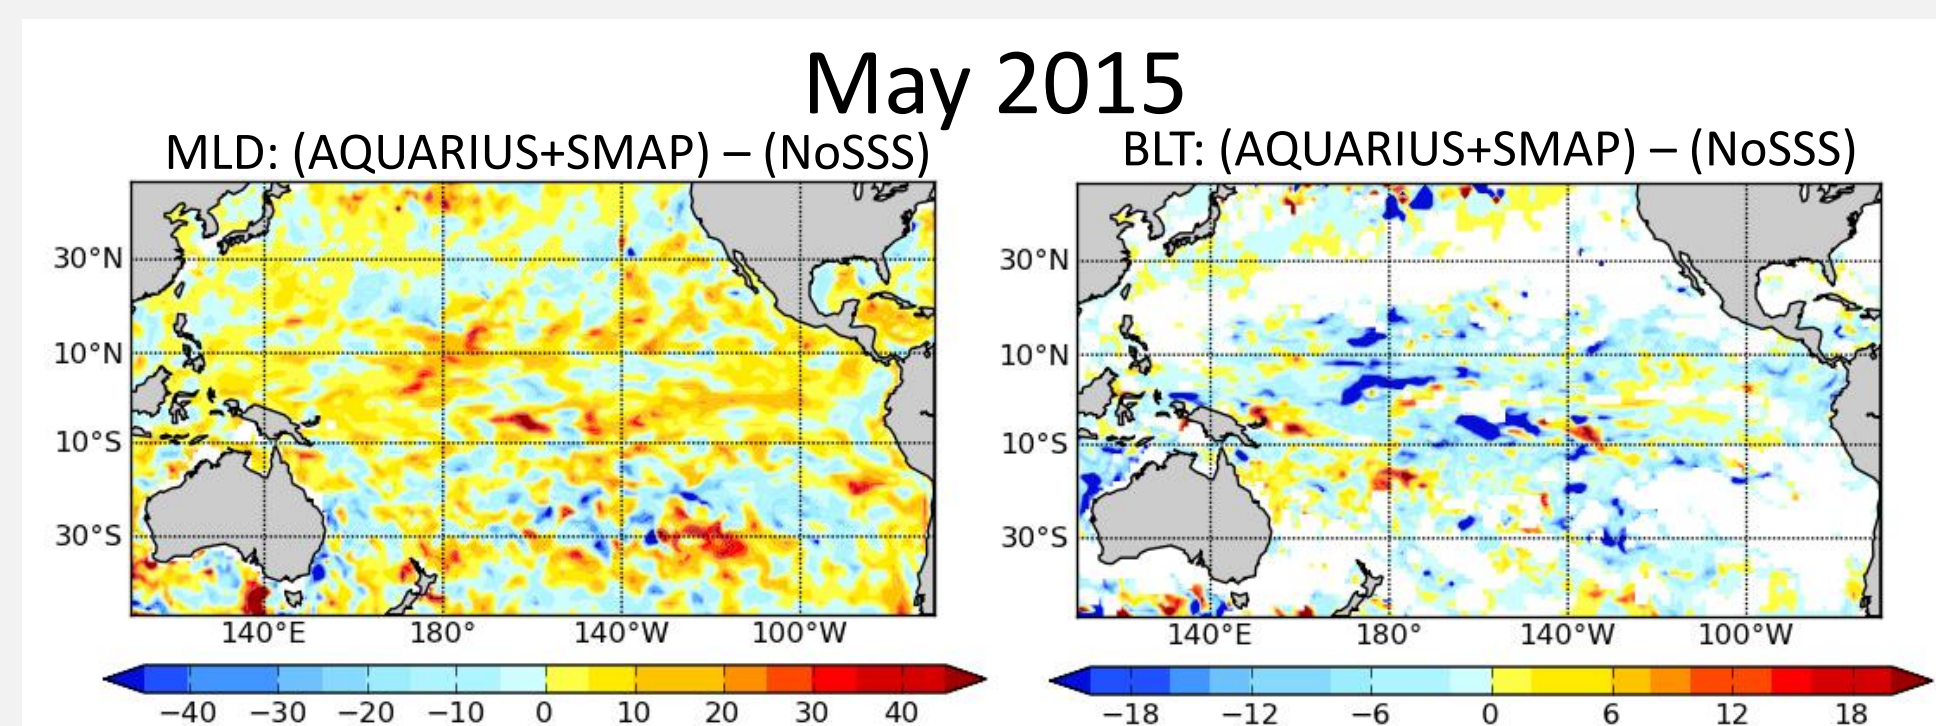 May 2015
MLD: (AQUARIUS+SMAP) – (NoSSS)
BLT: (AQUARIUS+SMAP) – (NoSSS)
30°N
10°N
10°S
30°S
140°E 180° 140°W 100°W
−40 −30 −20 −10 0 10 20 30 40
30°N
10°N
10°S
30°S
140°E 180° 140°W 100°W
−18 −12 −6 0 6 12 18